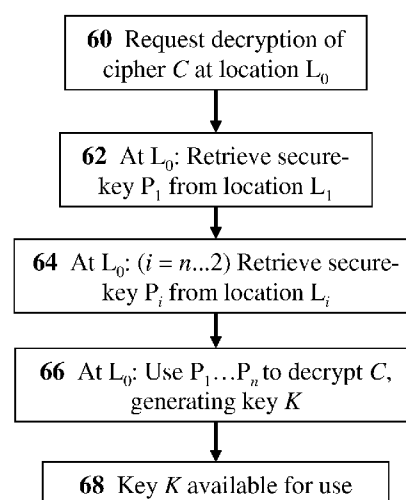 60 Request decryption of
cipher C at location L₀
62 At L₀: Retrieve secure-
key P₁ from location L₁
64 At L₀: (i = n...2) Retrieve secure-
key Pᵢ from location Lᵢ
66 At L₀: Use P₁…Pₙ to decrypt C,
generating key K
68 Key K available for use